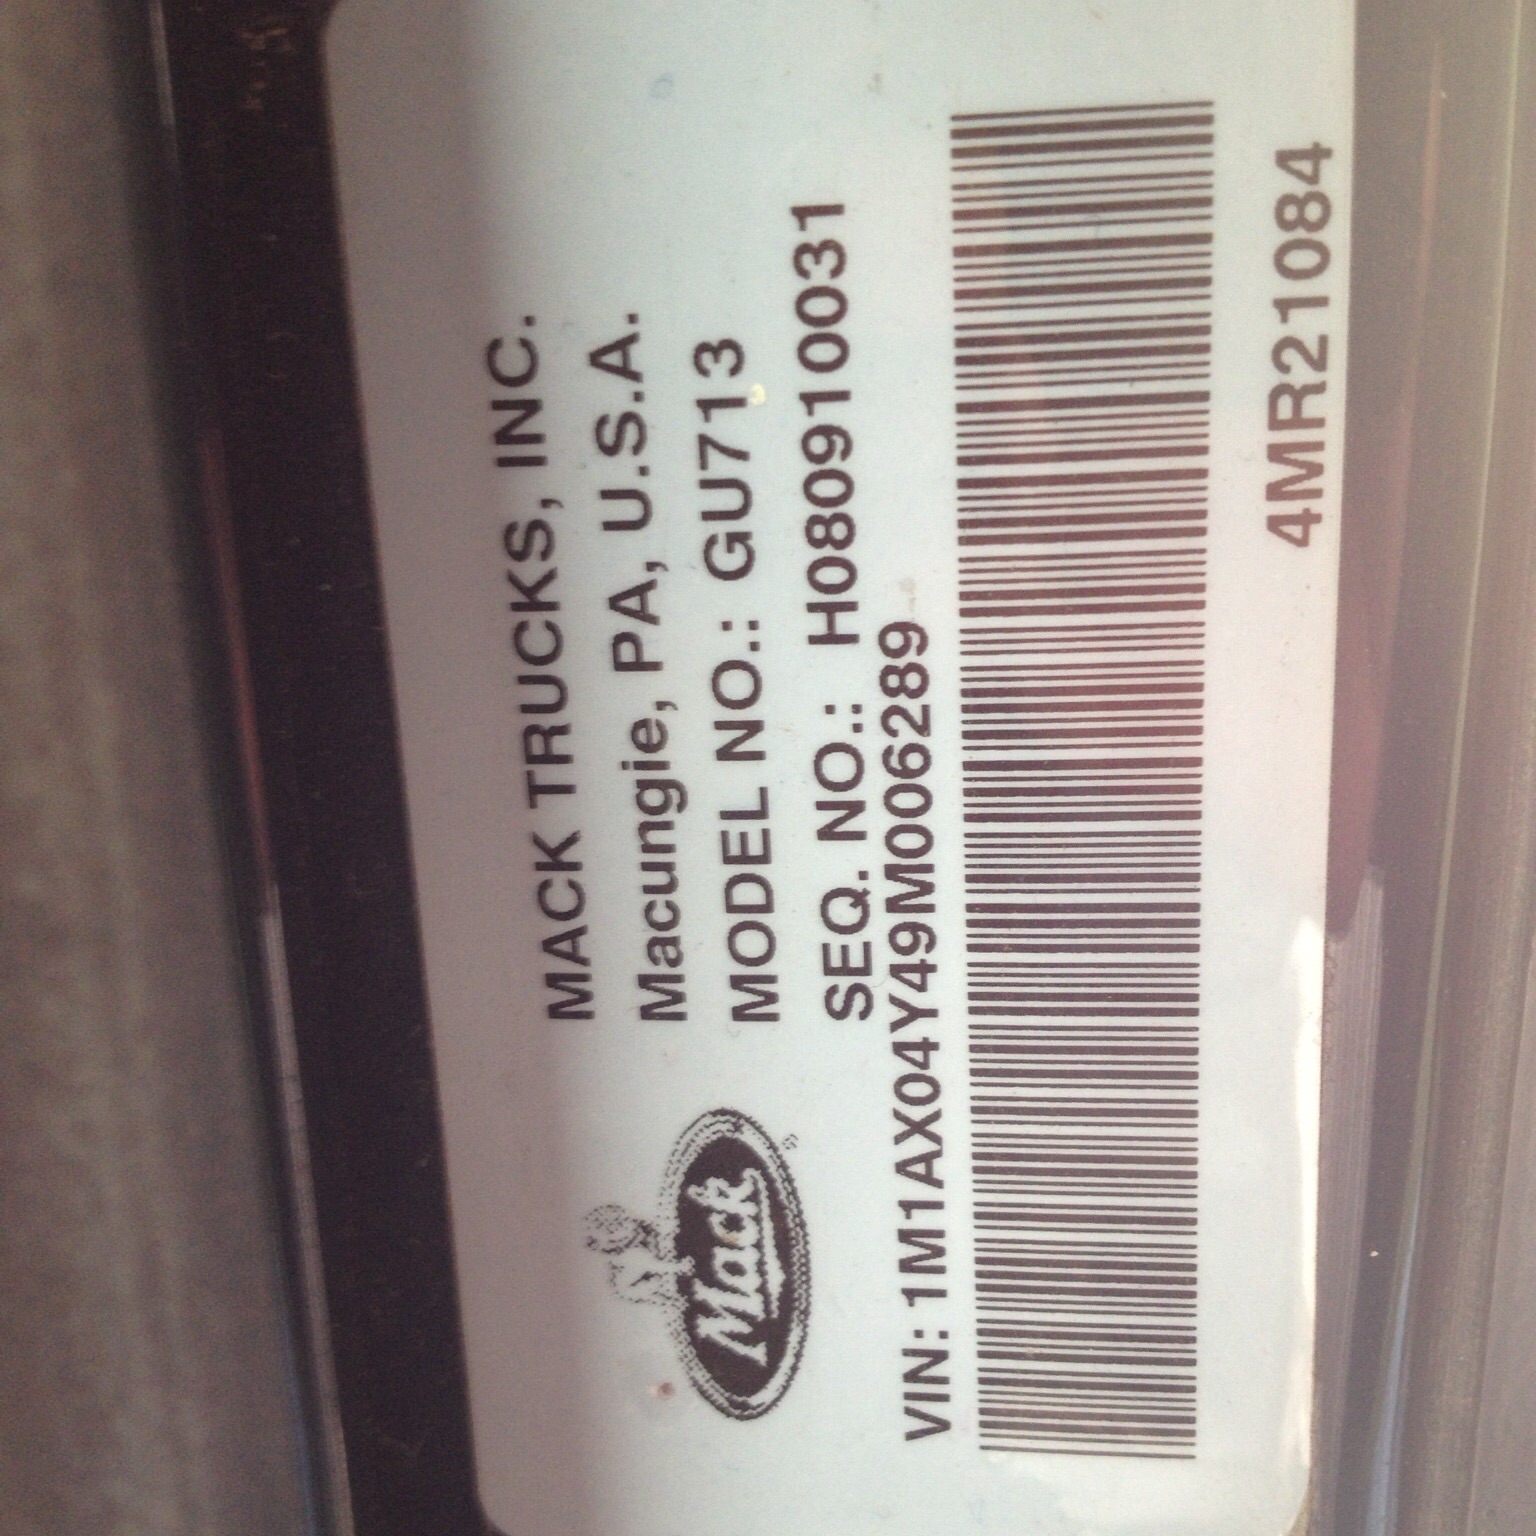 MACK TRUCKS, INC.
Macungie, PA, U.S.A.
MODEL NO.: GU713
SEQ. NO.: H080910031
Mack
VIN: 1M1AX04Y49M006289
4MR21084